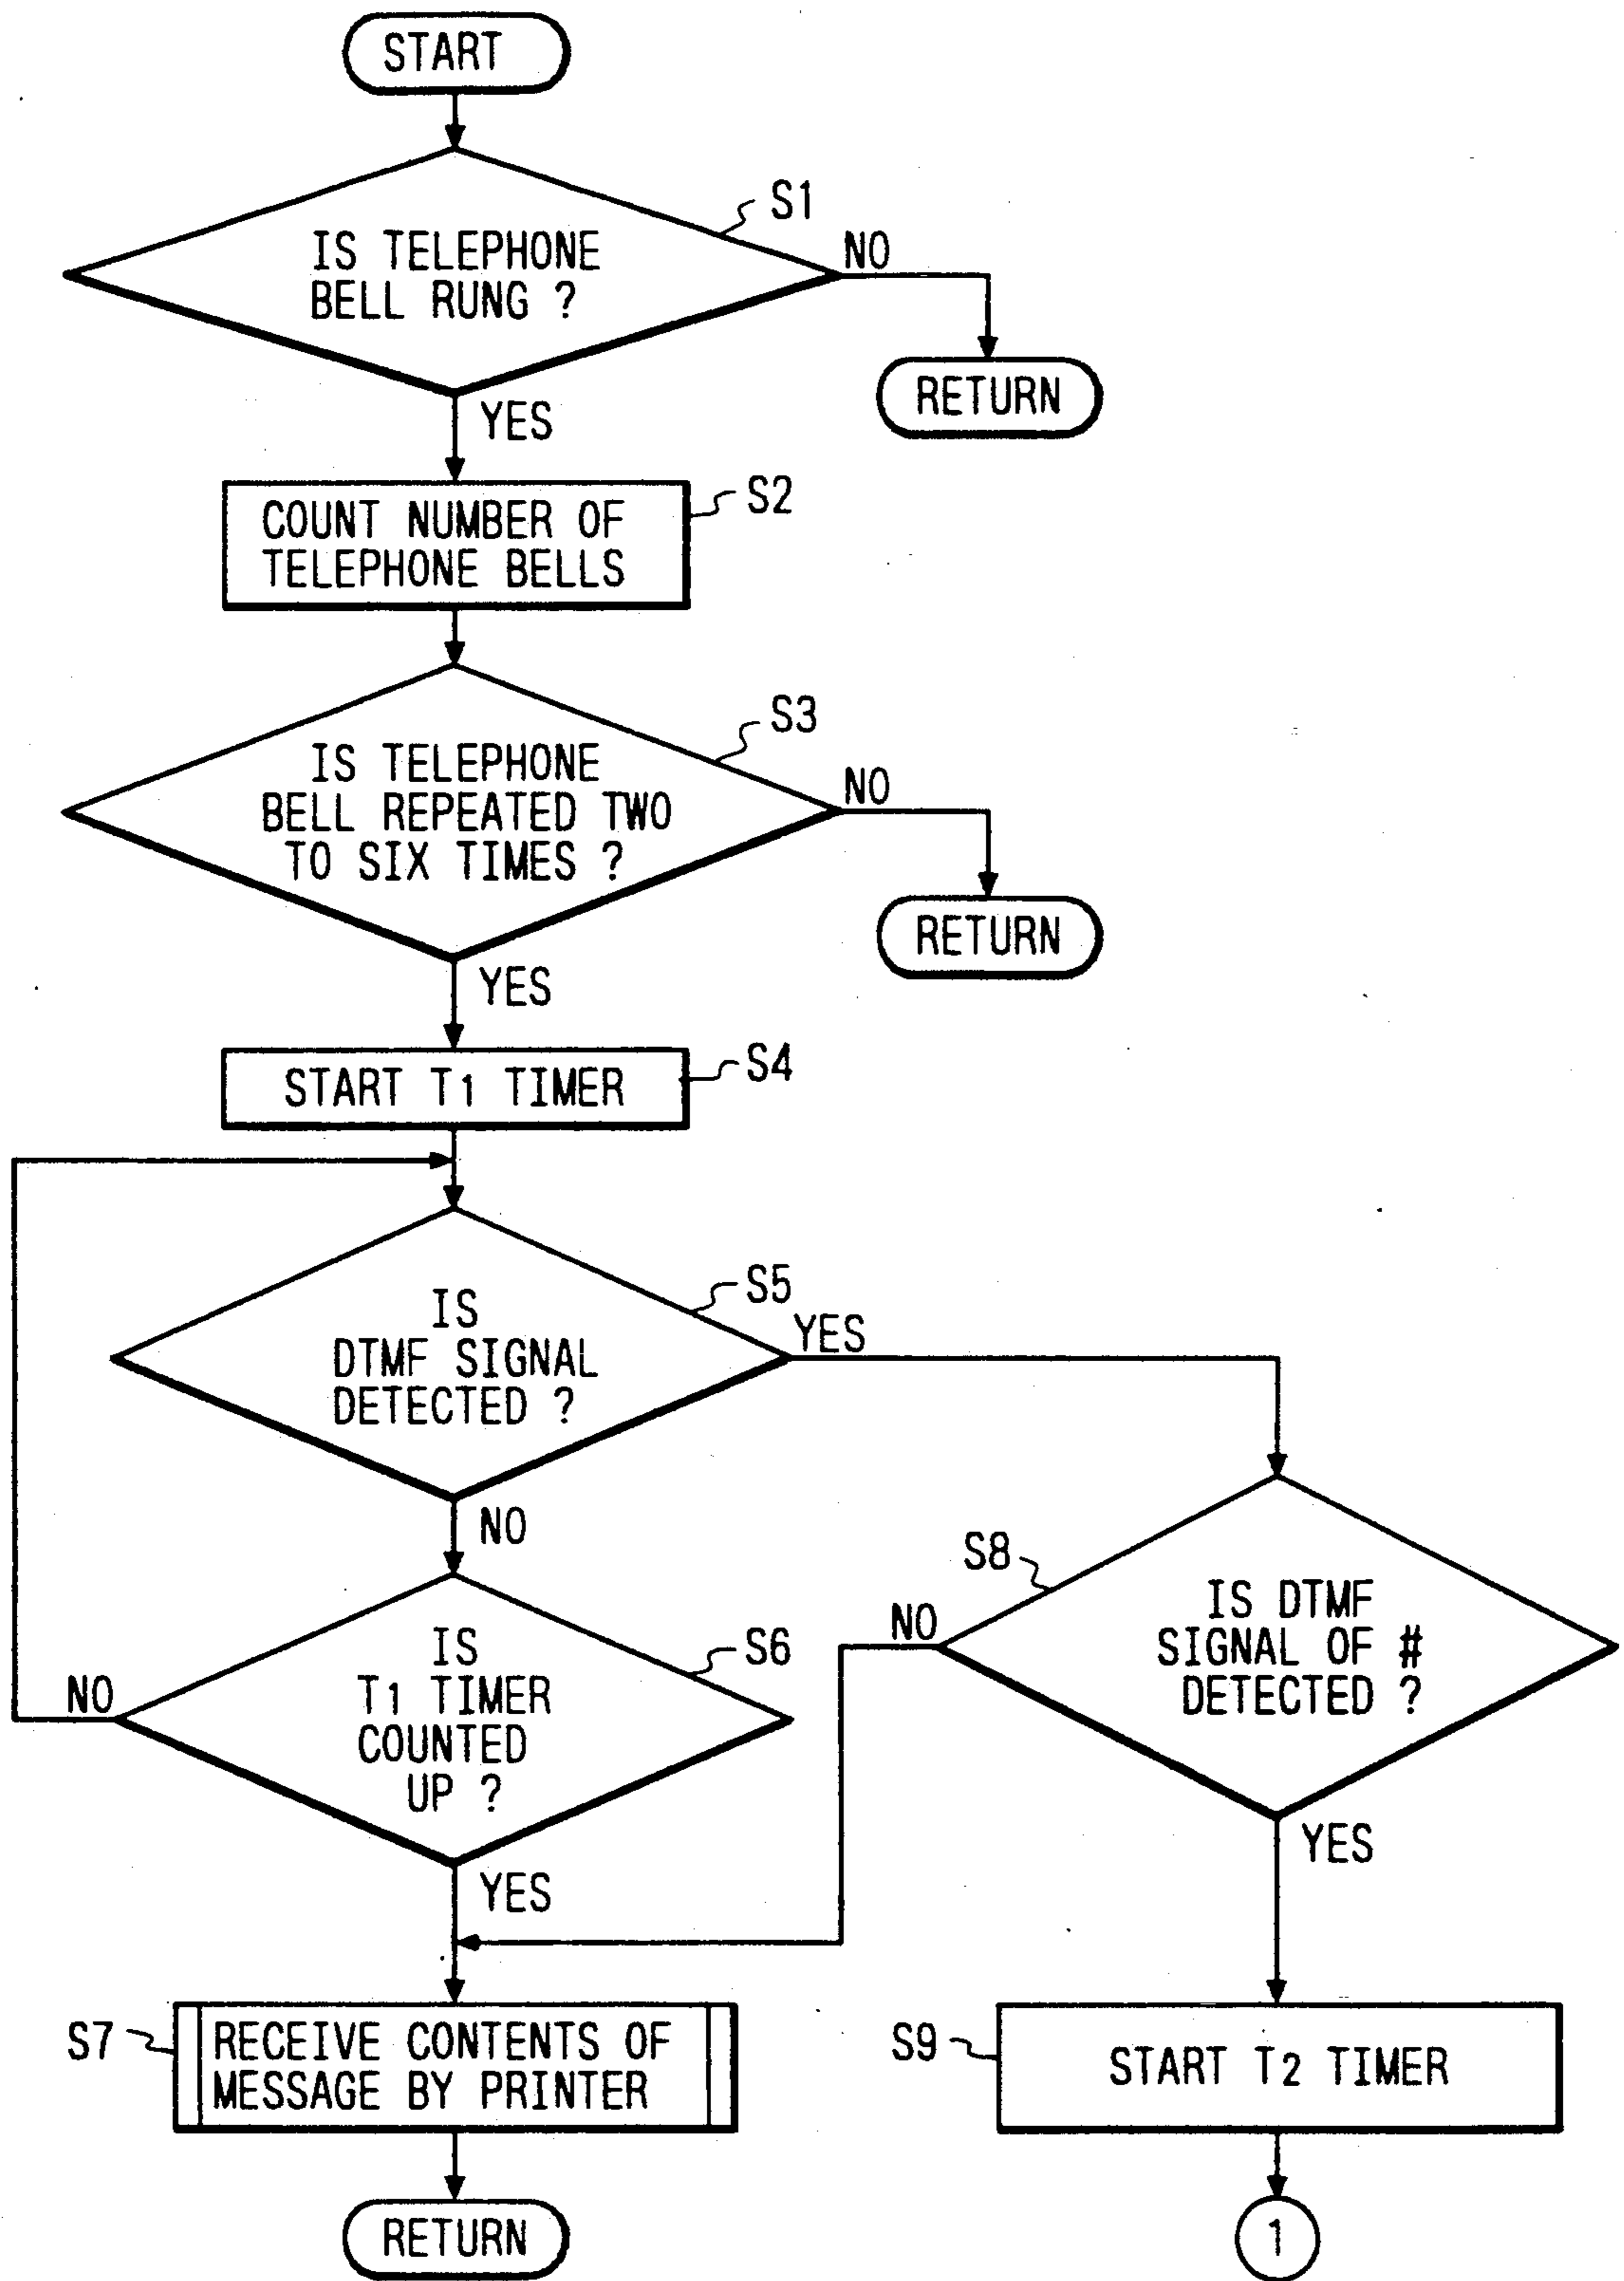 START
S1
IS TELEPHONE
BELL RUNG ?
NO
RETURN
YES
S2
COUNT NUMBER OF
TELEPHONE BELLS
S3
IS TELEPHONE
BELL REPEATED TWO
TO SIX TIMES ?
NO
RETURN
YES
S4
START T1 TIMER
S5
IS
DTMF SIGNAL
DETECTED ?
YES
NO
S6
IS
T1 TIMER
COUNTED
UP ?
NO
YES
S8
IS DTMF
SIGNAL OF #
DETECTED ?
NO
YES
S7
RECEIVE CONTENTS OF
MESSAGE BY PRINTER
RETURN
S9
START T2 TIMER
1